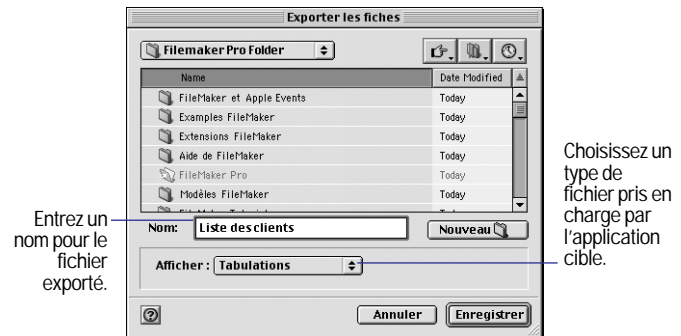 Exporter les fiches
Filemaker Pro Folder
Name Date Modified
FileMaker et Apple Events Today
Examples FileMaker Today
Extensions FileMaker Today
Aide de FileMaker Today
FileMaker Pro Today
Modèles FileMaker Today
Nom: Liste des clients Nouveau
Afficher : Tabulations
Annuler Enregistrer
Entrez un
nom pour le
fichier
exporté.
Choisissez un
type de
fichier pris en
charge par
l'application
cible.